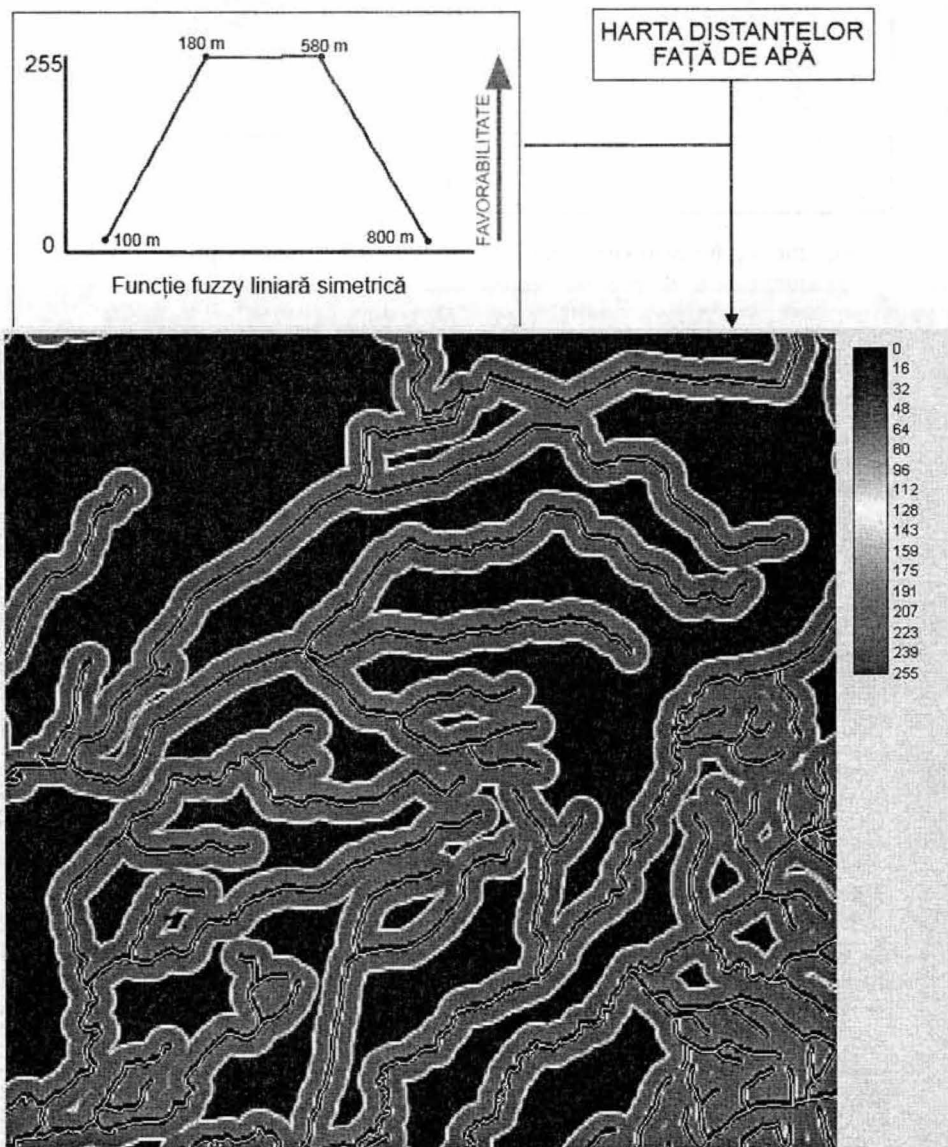 180 m
580 m
255
0
100 m
800 m
FAVORABILITATE
Funcție fuzzy liniară simetrică
HARTA DISTANȚELOR
FAȚĂ DE APĂ
0
16
32
48
64
80
96
112
128
143
159
175
191
207
223
239
255